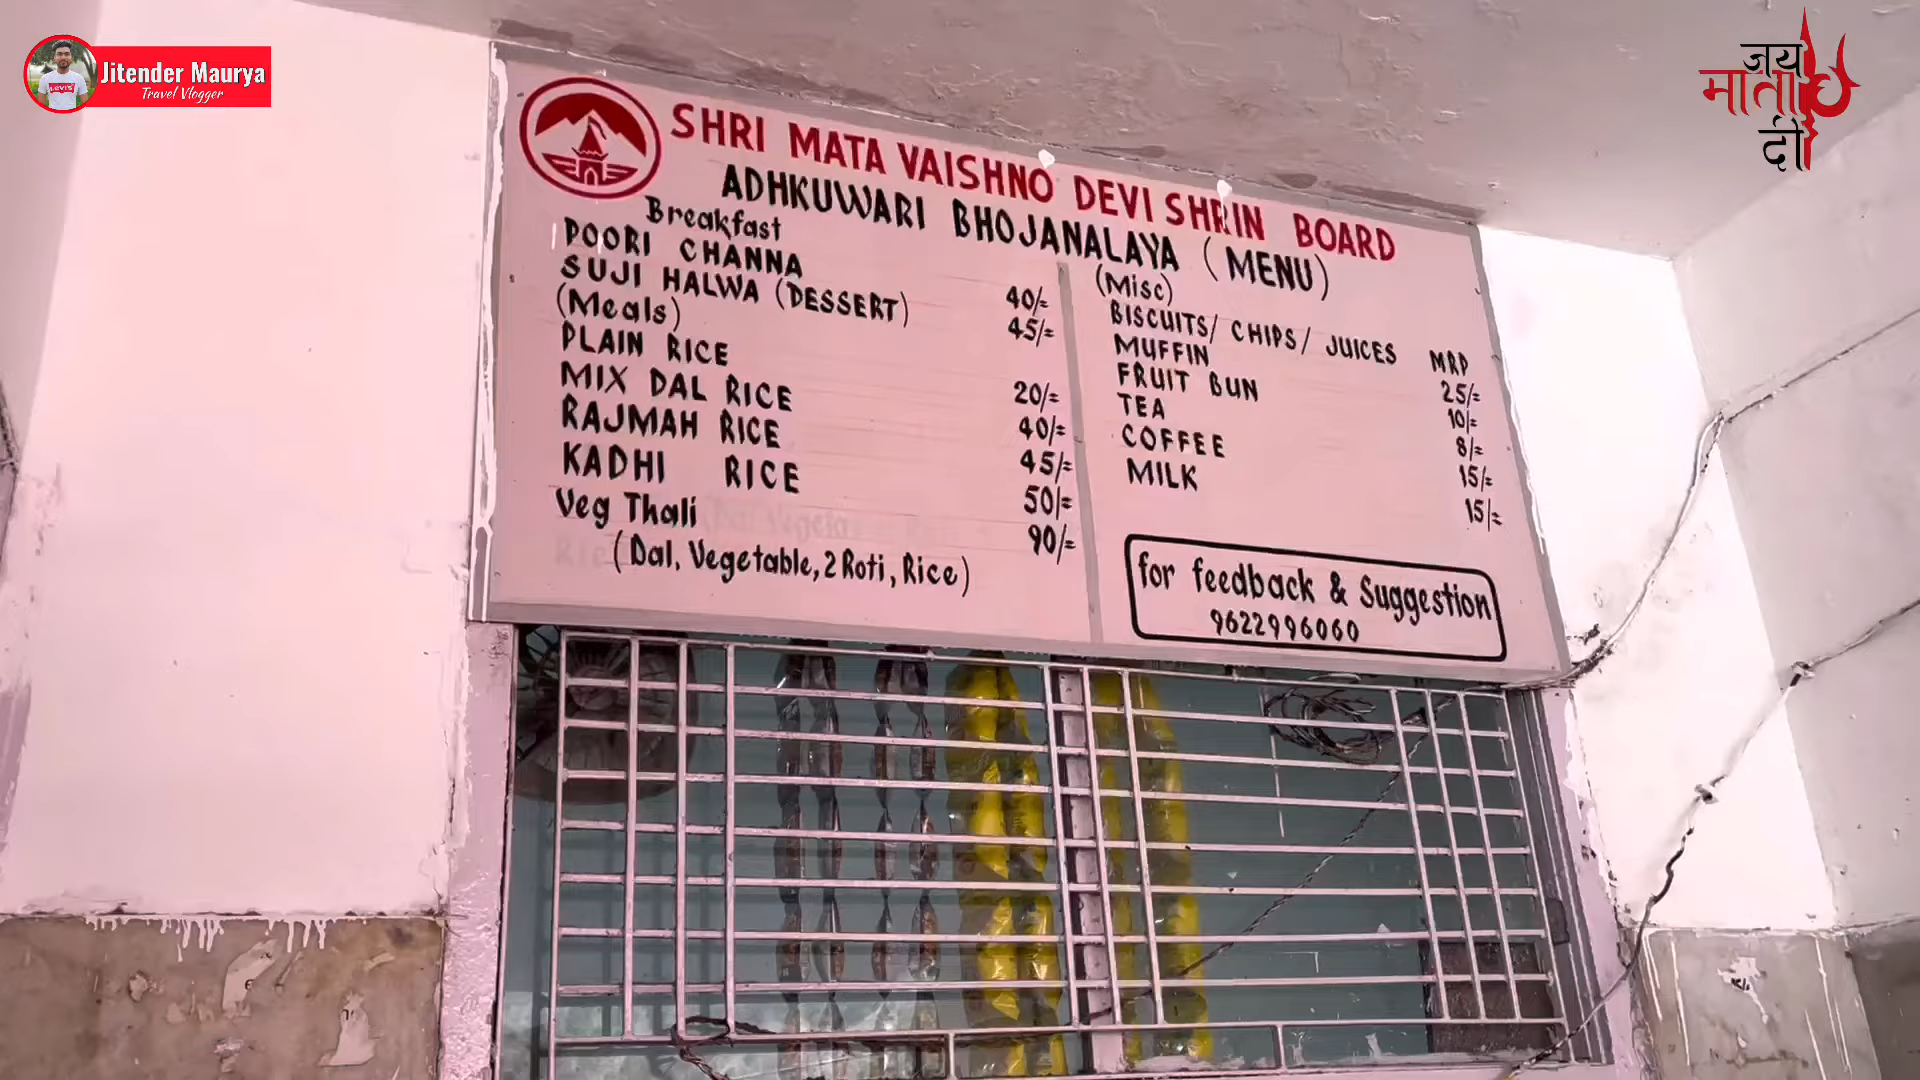 Jitender Maurya
Travel Vlogger
जय
माता
दी
SHRI MATA VAISHNO DEVI SHRIN BOARD
ADHKUWARI BHOJANALAYA (MENU)
Breakfast
POORI CHANNA 40/=
SUJI HALWA (DESSERT) 45/=
(Meals)
PLAIN RICE 20/=
MIX DAL RICE 40/=
RAJMAH RICE 45/=
KADHI RICE 50/=
Veg Thali 90/=
(Dal, Vegetable, 2 Roti, Rice)
(Misc)
BISCUITS/ CHIPS/ JUICES MRP
MUFFIN 25/=
FRUIT BUN 10/=
TEA 8/=
COFFEE 15/=
MILK 15/=
for feedback & Suggestion
9622996060